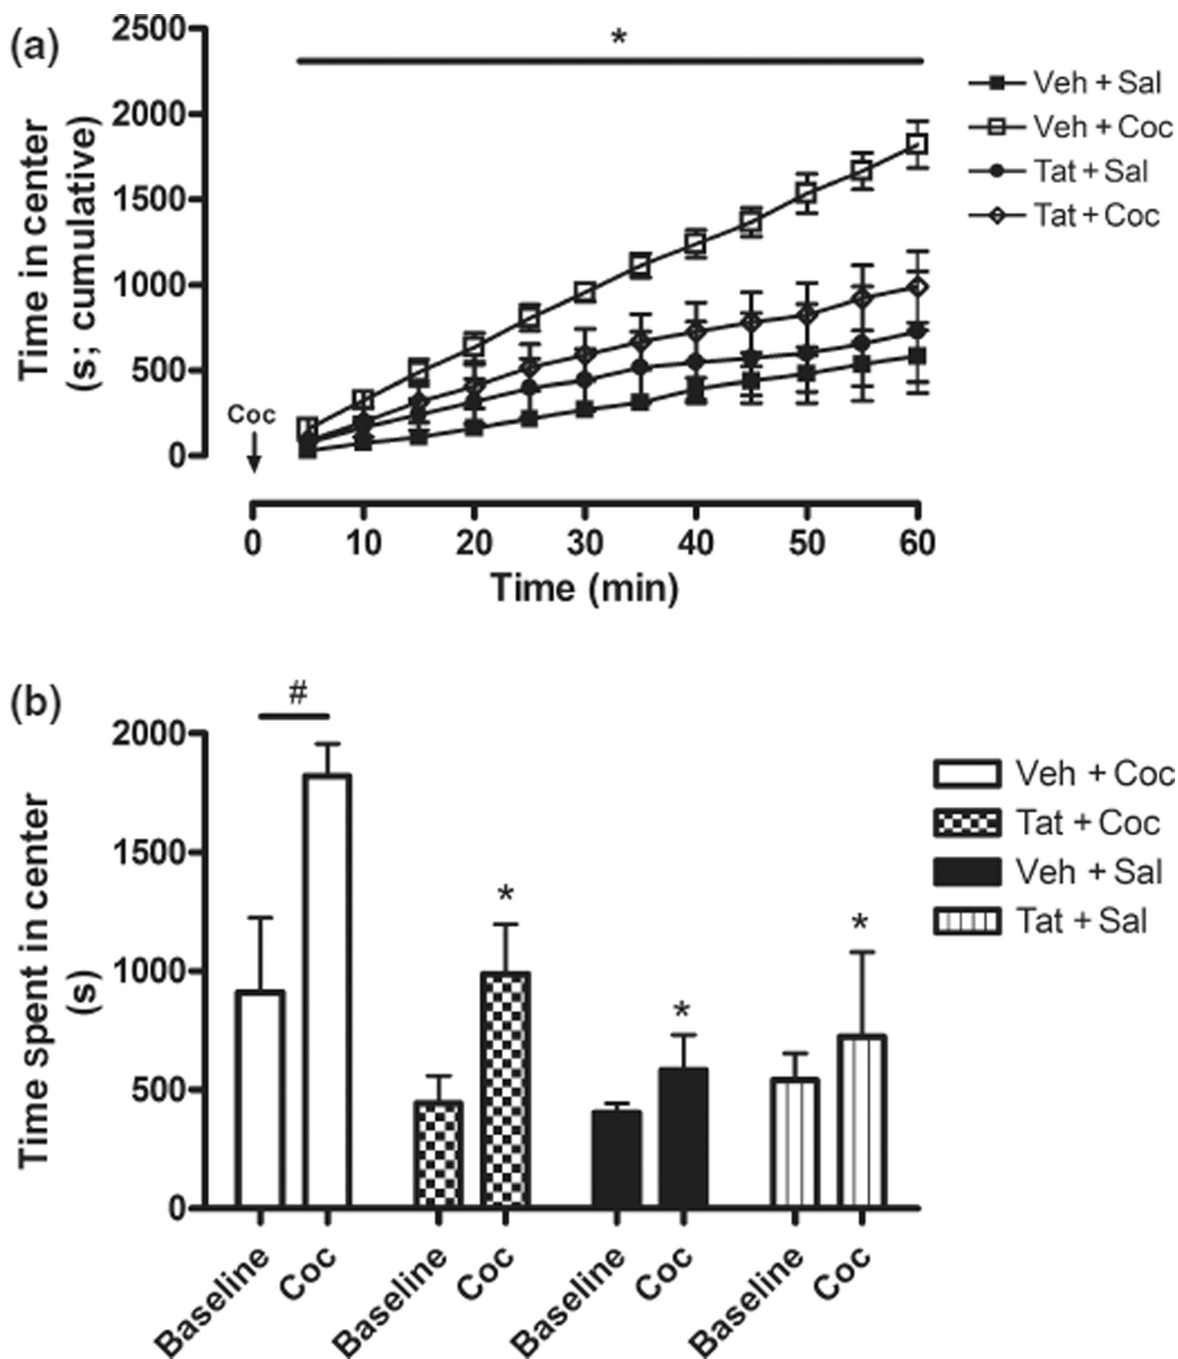 (a)
Time in center
(s; cumulative)
2500
2000
1500
1000
500
0
*
Coc
Veh + Sal
Veh + Coc
Tat + Sal
Tat + Coc
0 10 20 30 40 50 60
Time (min)
(b)
Time spent in center
(s)
2000
1500
1000
500
0
#
*
*
*
Veh + Coc
Tat + Coc
Veh + Sal
Tat + Sal
Baseline Coc Baseline Coc Baseline Coc Baseline Coc